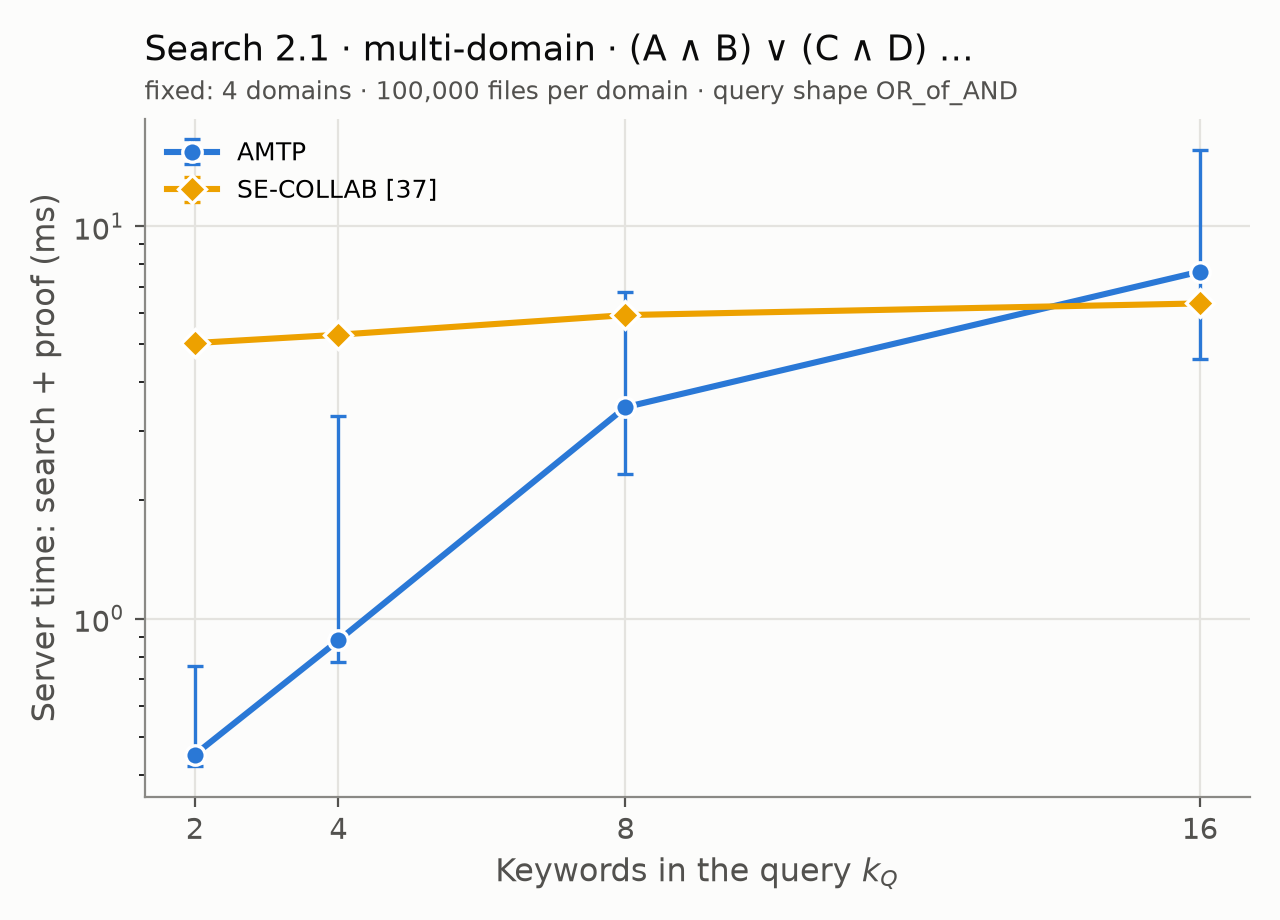 Search 2.1 · multi-domain · (A ∧ B) ∨ (C ∧ D) ...
fixed: 4 domains · 100,000 files per domain · query shape OR_of_AND
AMTP
SE-COLLAB [37]
Server time: search + proof (ms)
10¹
10⁰
2 4 8 16
Keywords in the query k_Q